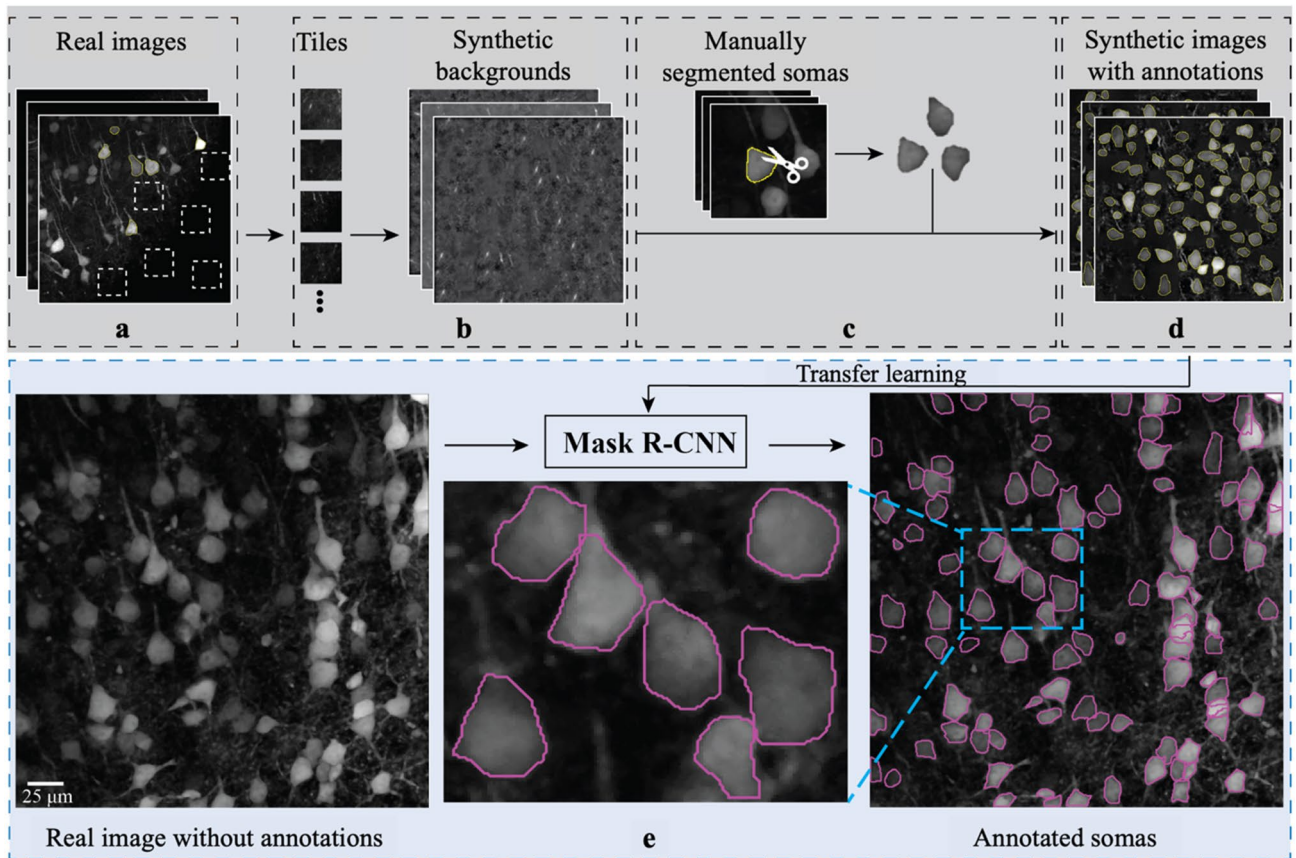 Real images
Tiles
Synthetic
backgrounds
Manually
segmented somas
Synthetic images
with annotations
a
b
c
d
Transfer learning
Mask R-CNN
25 μm
Real image without annotations
e
Annotated somas